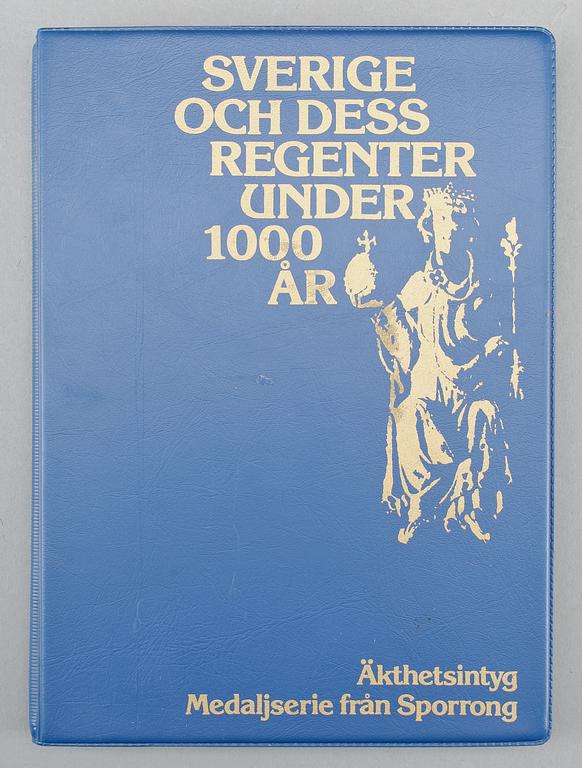 SVERIGE
OCH DESS
REGENTER
UNDER
1000
ÅR
Äkthetsintyg
Medaljserie från Sporrong